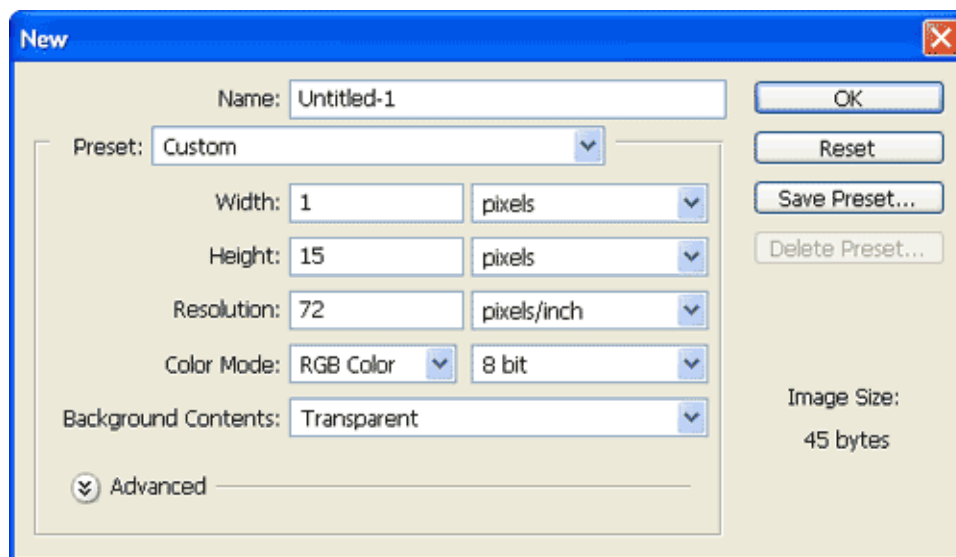 New
Name: Untitled-1
OK
Preset: Custom
Reset
Width: 1 pixels
Save Preset...
Height: 15 pixels
Delete Preset...
Resolution: 72 pixels/inch
Color Mode: RGB Color 8 bit
Image Size:
Background Contents: Transparent
45 bytes
Advanced